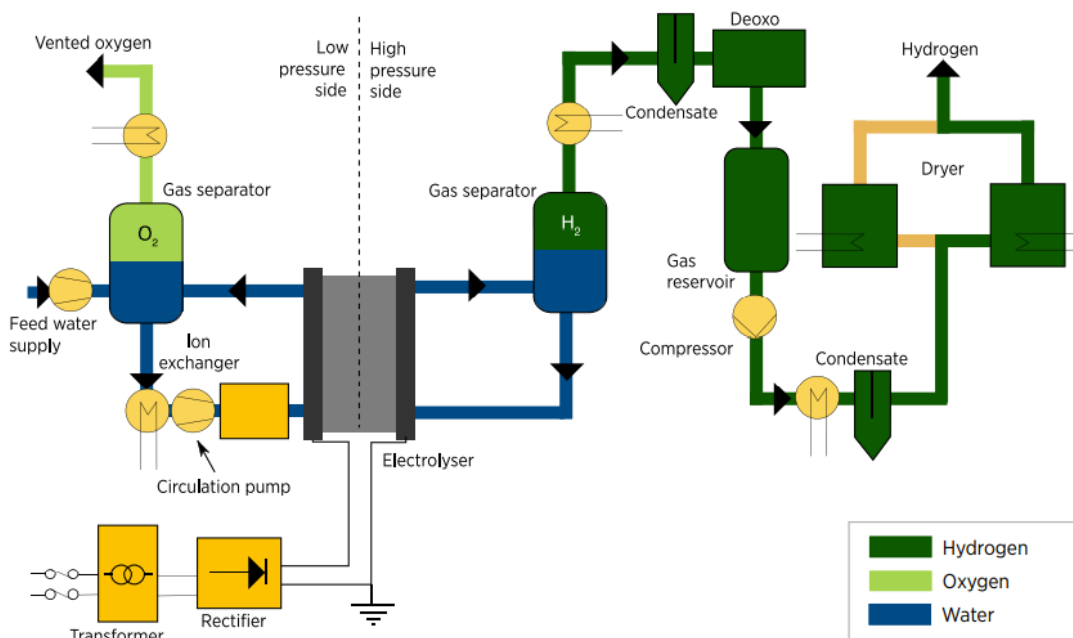 Deoxo
Vented oxygen
Low
pressure
side
High
pressure
side
Hydrogen
Condensate
Dryer
Gas separator
Gas separator
O2
H2
Gas
reservoir
Feed water
supply
Ion
exchanger
Compressor
Condensate
Electrolyser
Circulation pump
Hydrogen
Oxygen
Water
Rectifier
Transformer